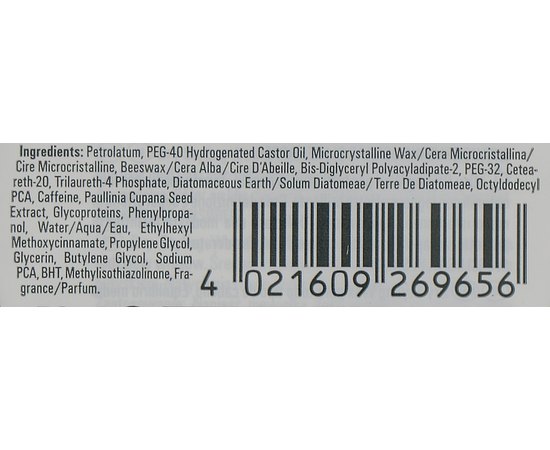 Ingredients: Petrolatum, PEG-40 Hydrogenated Castor Oil, Microcrystalline Wax/Cera Microcristallina/
Cire Microcristalline, Beeswax/Cera Alba/Cire D'Abeille, Bis-Diglyceryl Polyacyladipate-2, PEG-32, Cetea-
reth-20, Trilaureth-4 Phosphate, Diatomaceous Earth/Solum Diatomeae/Terre De Diatomee, Octyldodecyl
PCA, Caffeine, Paullinia Cupana Seed
Extract, Glycoproteins, Phenylpropa-
nol, Water/Aqua/Eau, Ethylhexyl
Methoxycinnamate, Propylene Glycol,
Glycerin, Butylene Glycol, Sodium
PCA, BHT, Methylisothiazolinone, Fra-
grance/Parfum.
4 021609 269656